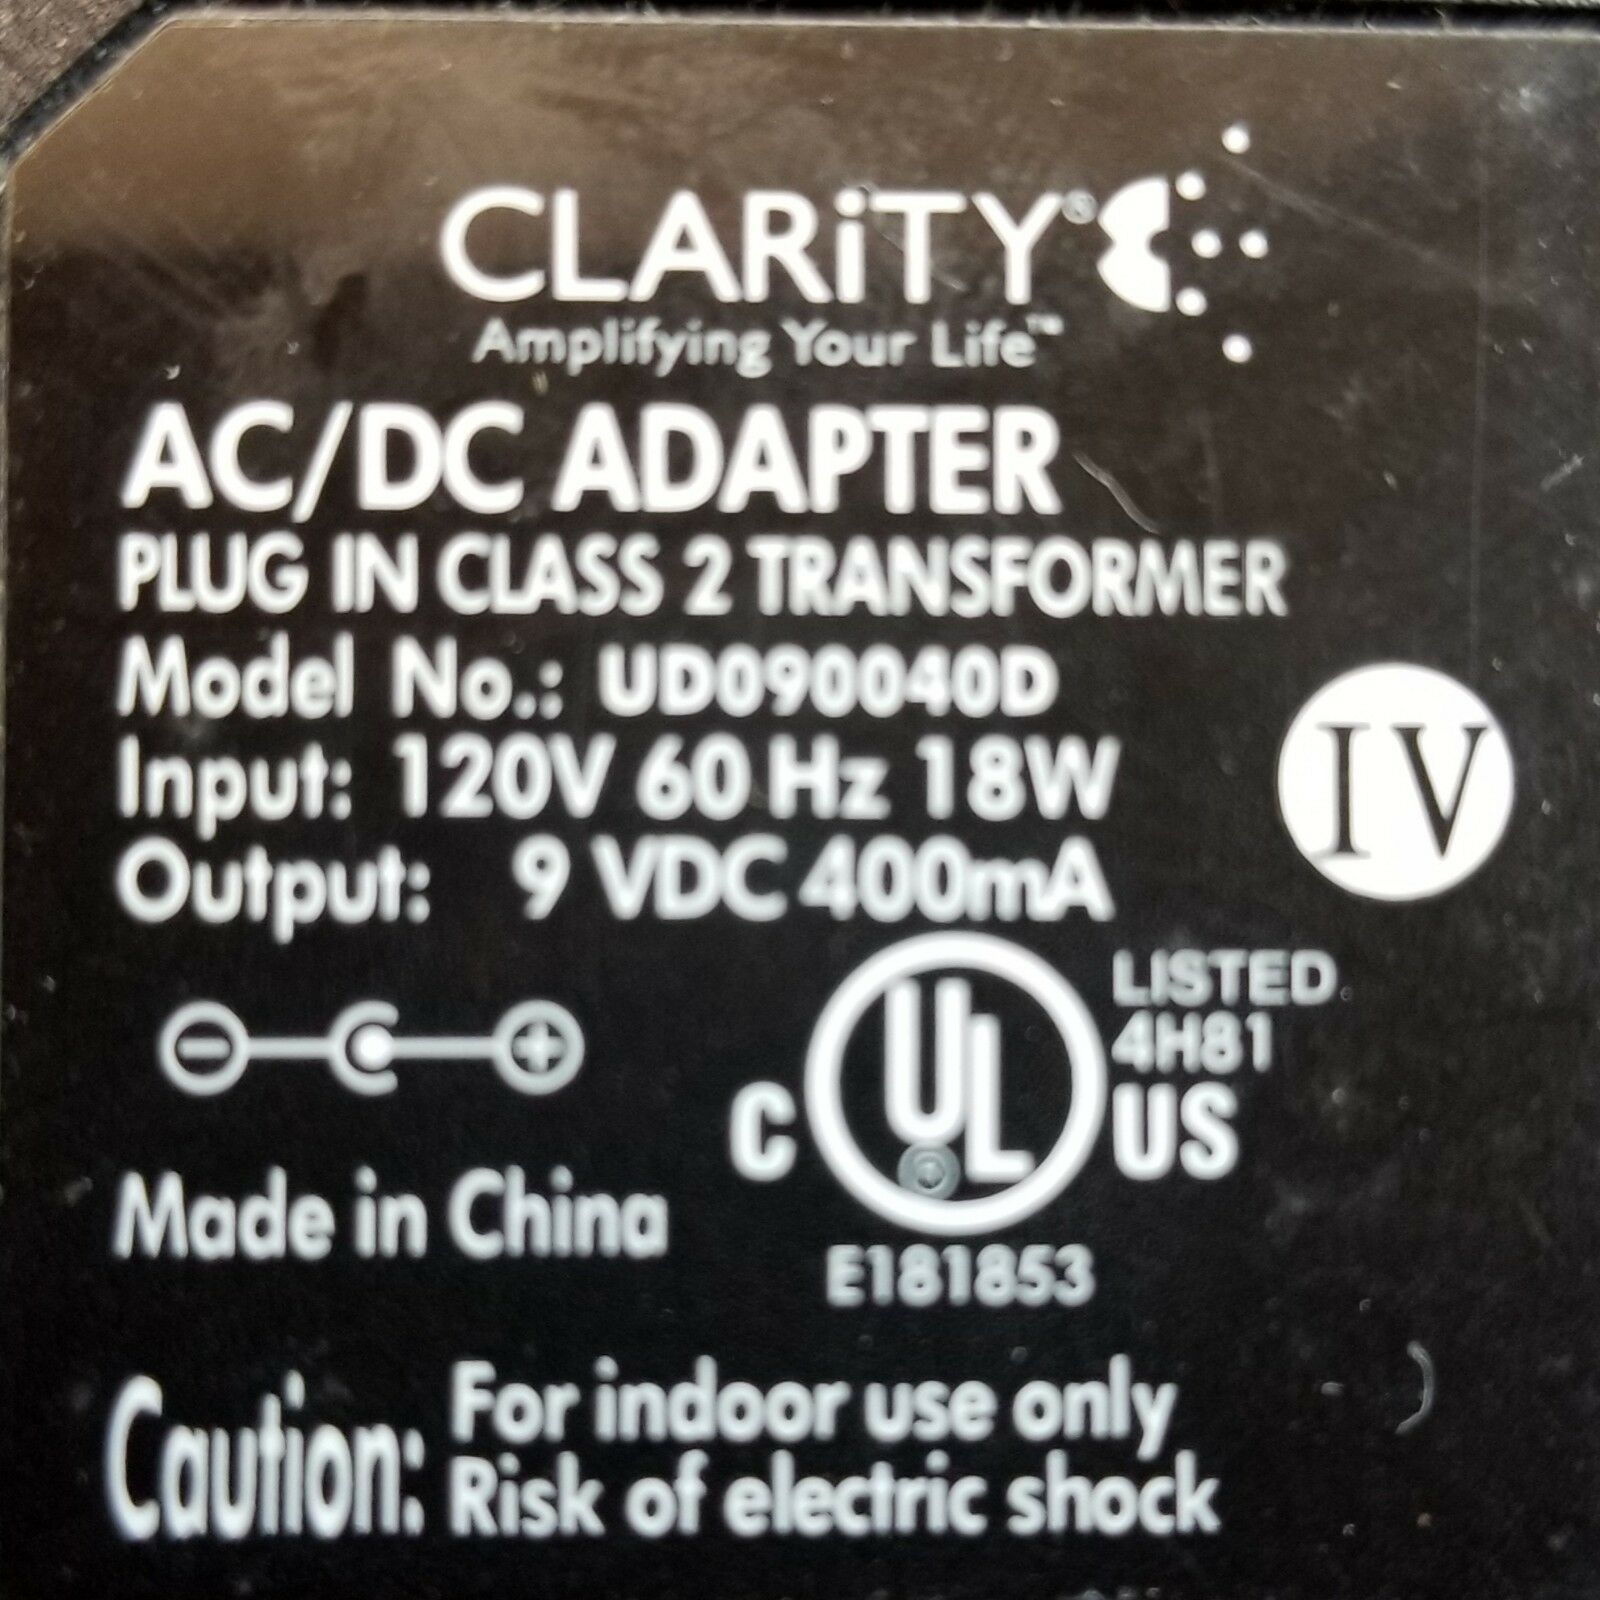 CLARiTY®
Amplifying Your Life™
AC/DC ADAPTER
PLUG IN CLASS 2 TRANSFORMER
Model No.: UD090040D
Input: 120V 60 Hz 18W
Output: 9 VDC 400mA
IV
LISTED
4H81
C UL US
®
E181853
Made in China
Caution: For indoor use only
Risk of electric shock